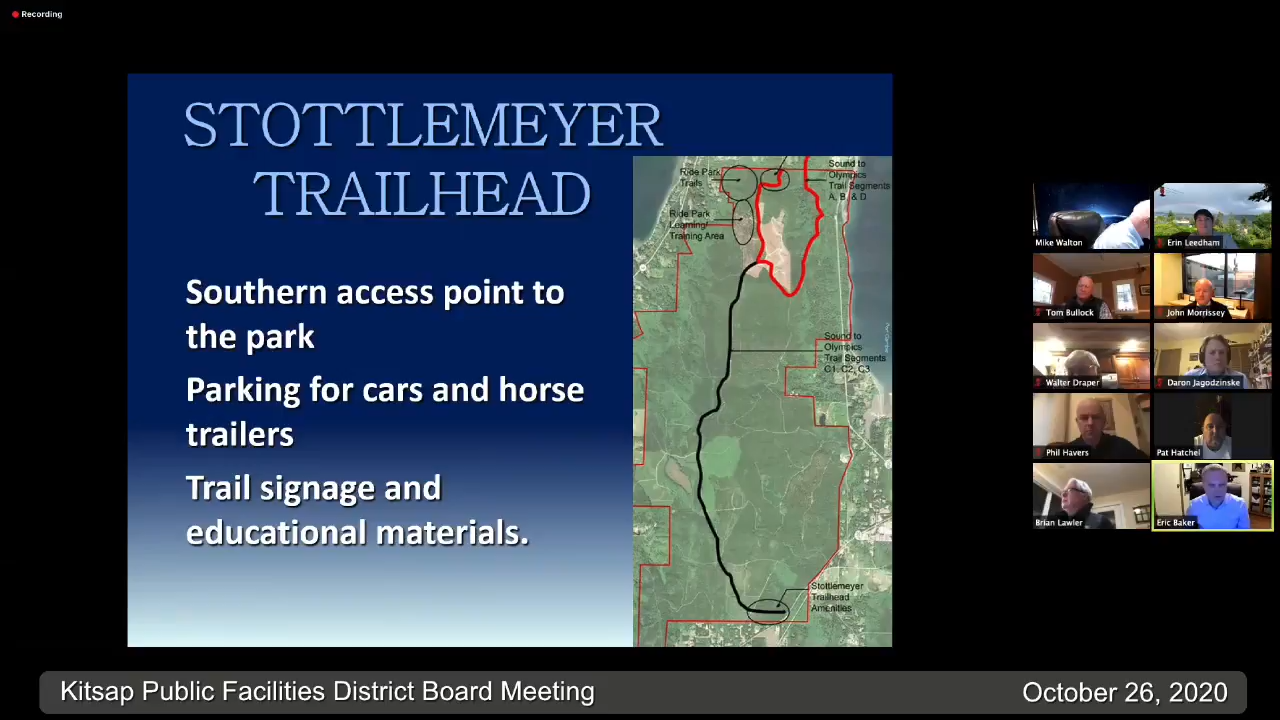 Recording
STOTTLEMEYER
TRAILHEAD
Southern access point to
the park
Parking for cars and horse
trailers
Trail signage and
educational materials.
Ride Park
Trails
Ride Park
Learning/
Training Area
Sound to
Olympics
Trail Segments
A, B, & D
Sound to
Olympics
Trail Segments
C1, C2, C3
Stottlemeyer
Trailhead
Amenities
Mike Walton
Erin Leedham
Tom Bullock
John Morrissey
Walter Draper
Daron Jagodzinske
Phil Havers
Pat Hatchel
Brian Lawler
Eric Baker
Kitsap Public Facilities District Board Meeting
October 26, 2020